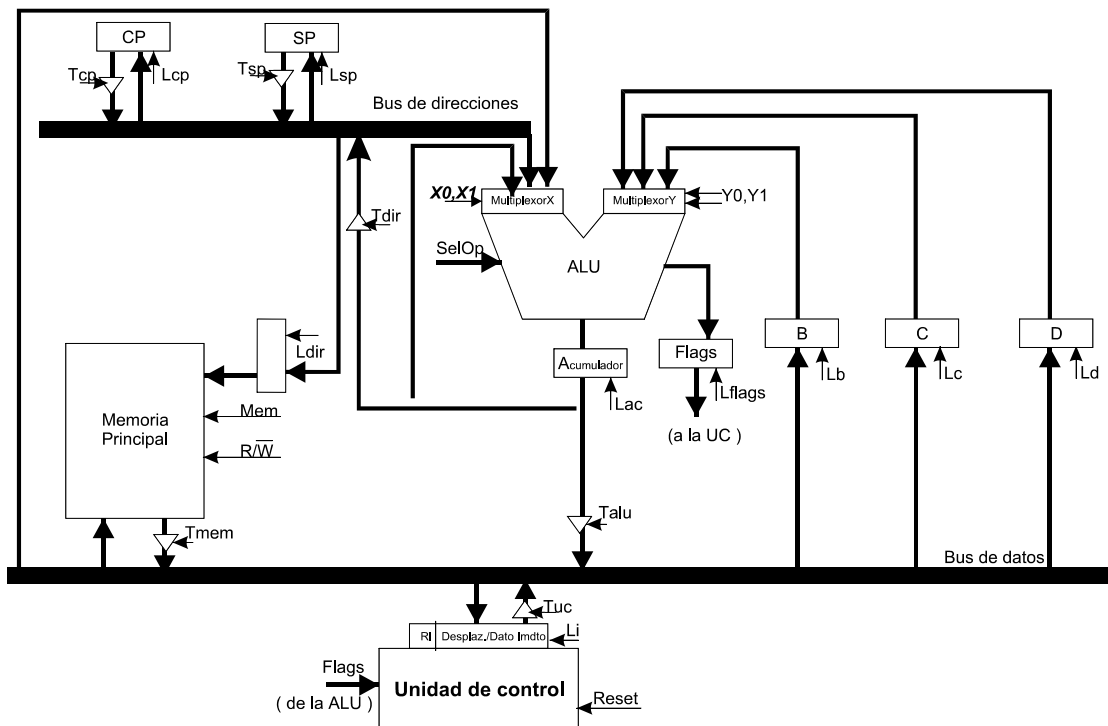 CP
SP
Tcp
Lcp
Tsp
Lsp
Bus de direcciones
X0,X1
MultiplexorX
MultiplexorY
Y0,Y1
Tdir
SelOp
ALU
Ldir
Acumulador
Flags
B
C
D
Lac
Lflags
Lb
Lc
Ld
Memoria
Principal
Mem
R/W̅
(a la UC )
Tmem
Talu
Bus de datos
Tuc
RI
Desplaz./Dato Imdto
Li
Flags
( de la ALU )
Unidad de control
Reset